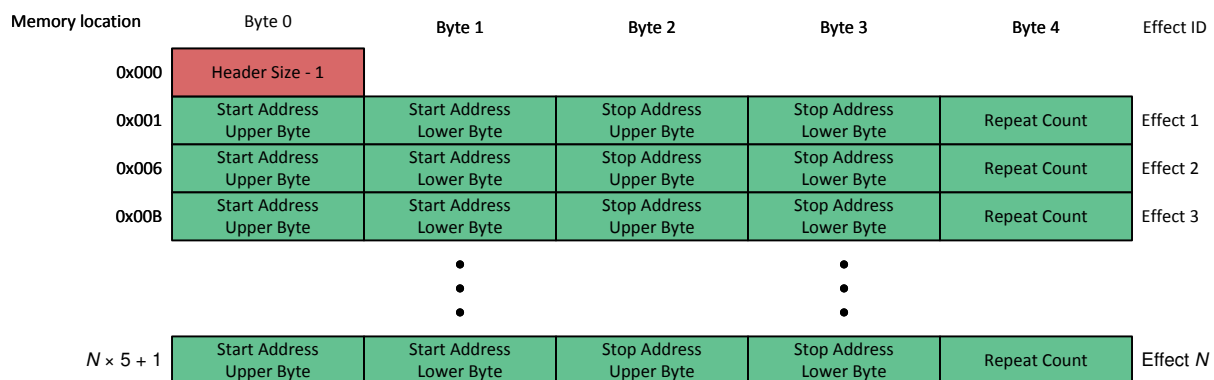 Memory location Byte 0 Byte 1 Byte 2 Byte 3 Byte 4 Effect ID
0x000 Header Size - 1
0x001 Start Address Upper Byte Start Address Lower Byte Stop Address Upper Byte Stop Address Lower Byte Repeat Count Effect 1
0x006 Start Address Upper Byte Start Address Lower Byte Stop Address Upper Byte Stop Address Lower Byte Repeat Count Effect 2
0x00B Start Address Upper Byte Start Address Lower Byte Stop Address Upper Byte Stop Address Lower Byte Repeat Count Effect 3
N × 5 + 1 Start Address Upper Byte Start Address Lower Byte Stop Address Upper Byte Stop Address Lower Byte Repeat Count Effect N